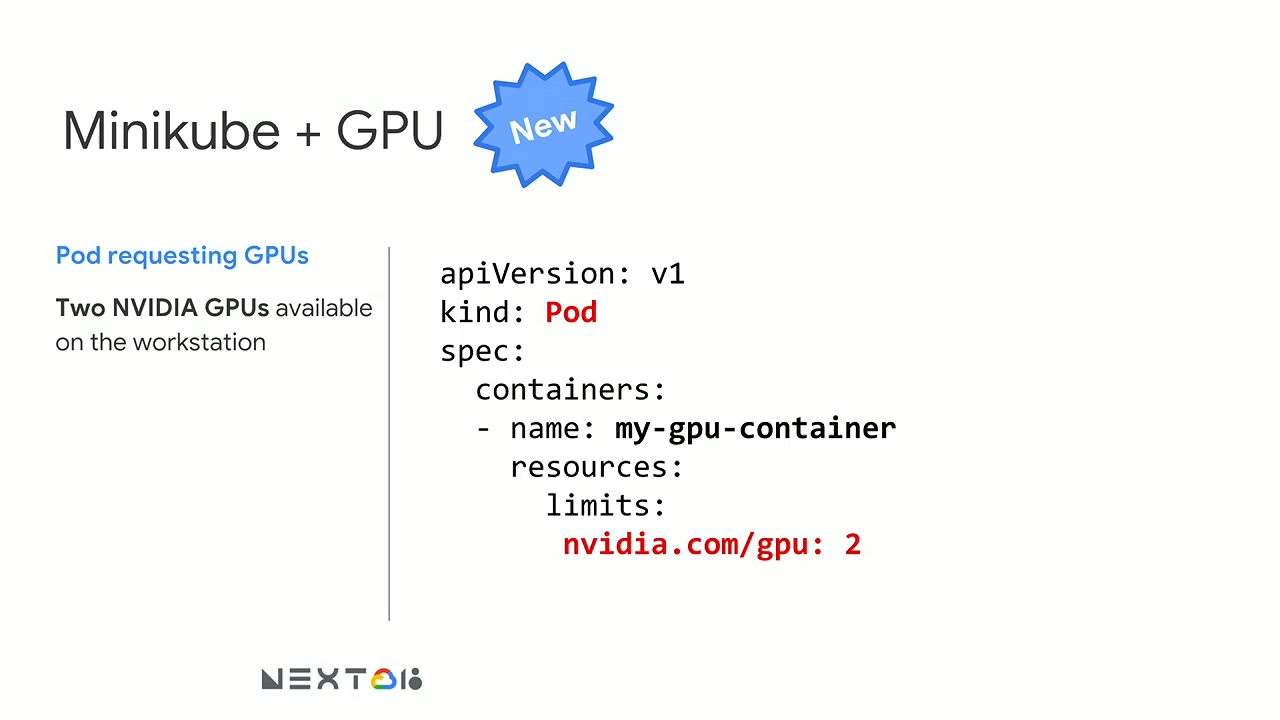 Minikube + GPU
New
Pod requesting GPUs
Two NVIDIA GPUs available
on the workstation
apiVersion: v1
kind: Pod
spec:
  containers:
  - name: my-gpu-container
    resources:
      limits:
       nvidia.com/gpu: 2
NEXT18